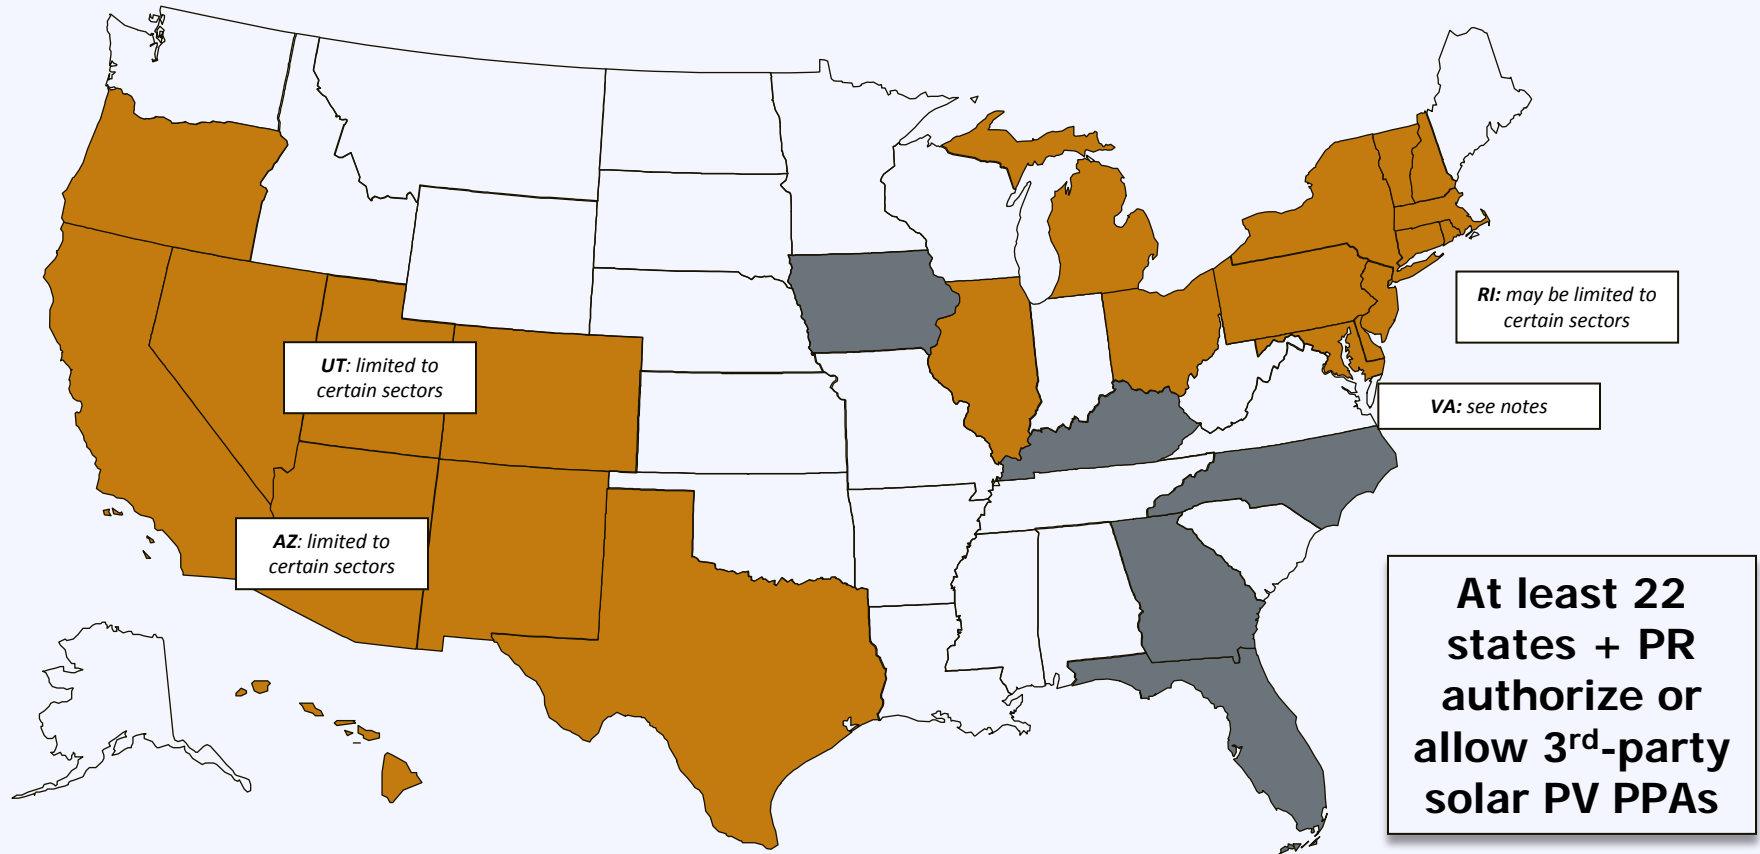 RI: may be limited to
certain sectors
UT: limited to
certain sectors
VA: see notes
AZ: limited to
certain sectors
At least 22
states + PR
authorize or
allow 3rd-party
solar PV PPAs